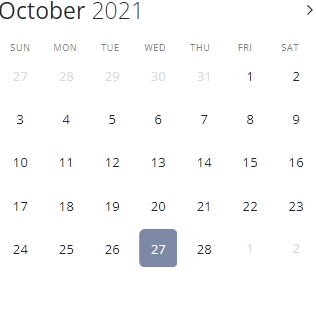 October 2021 >
SUN MON TUE WED THU FRI SAT
27 28 29 30 31 1 2
3 4 5 6 7 8 9
10 11 12 13 14 15 16
17 18 19 20 21 22 23
24 25 26 27 28 1 2